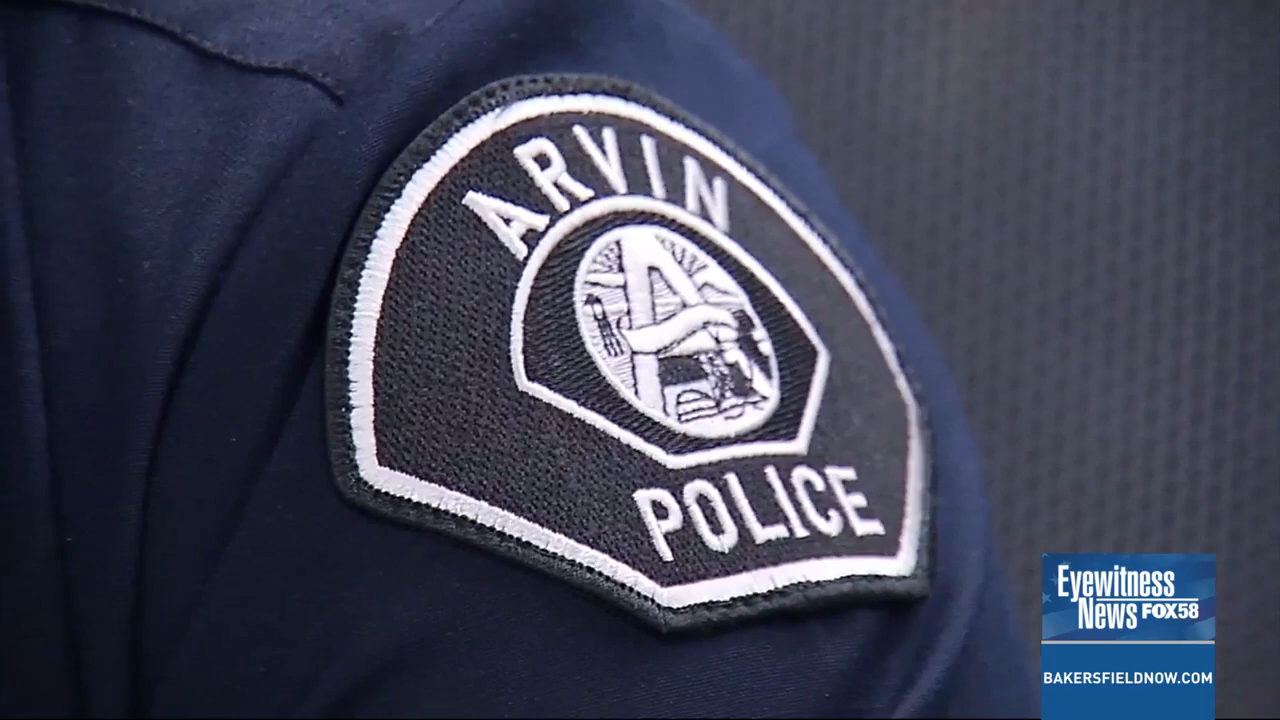 ARVIN
A
POLICE
Eyewitness
News FOX58
BAKERSFIELDNOW.COM